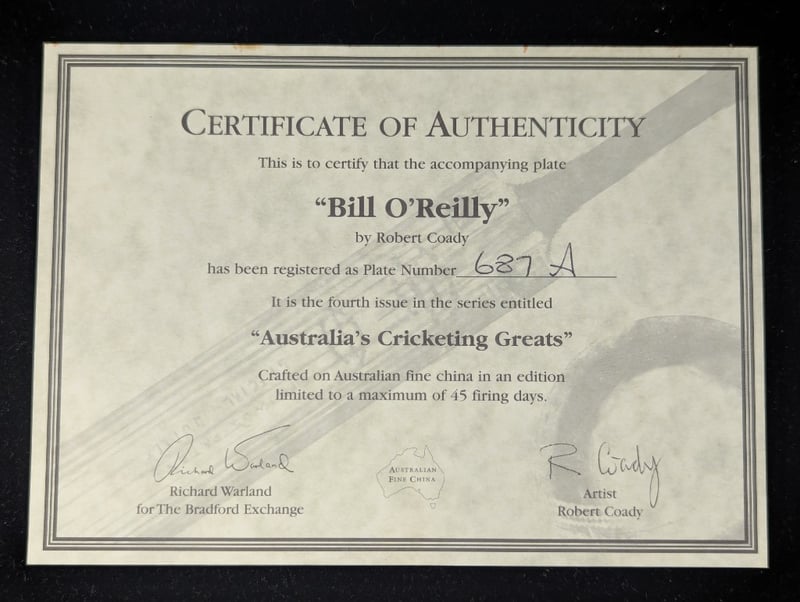 CERTIFICATE OF AUTHENTICITY
This is to certify that the accompanying plate
“Bill O’Reilly”
by Robert Coady
has been registered as Plate Number 687 A
It is the fourth issue in the series entitled
“Australia’s Cricketing Greats”
Crafted on Australian fine china in an edition
limited to a maximum of 45 firing days.
Richard Warland
Richard Warland
for The Bradford Exchange
AUSTRALIAN
FINE CHINA
R Coady
Artist
Robert Coady